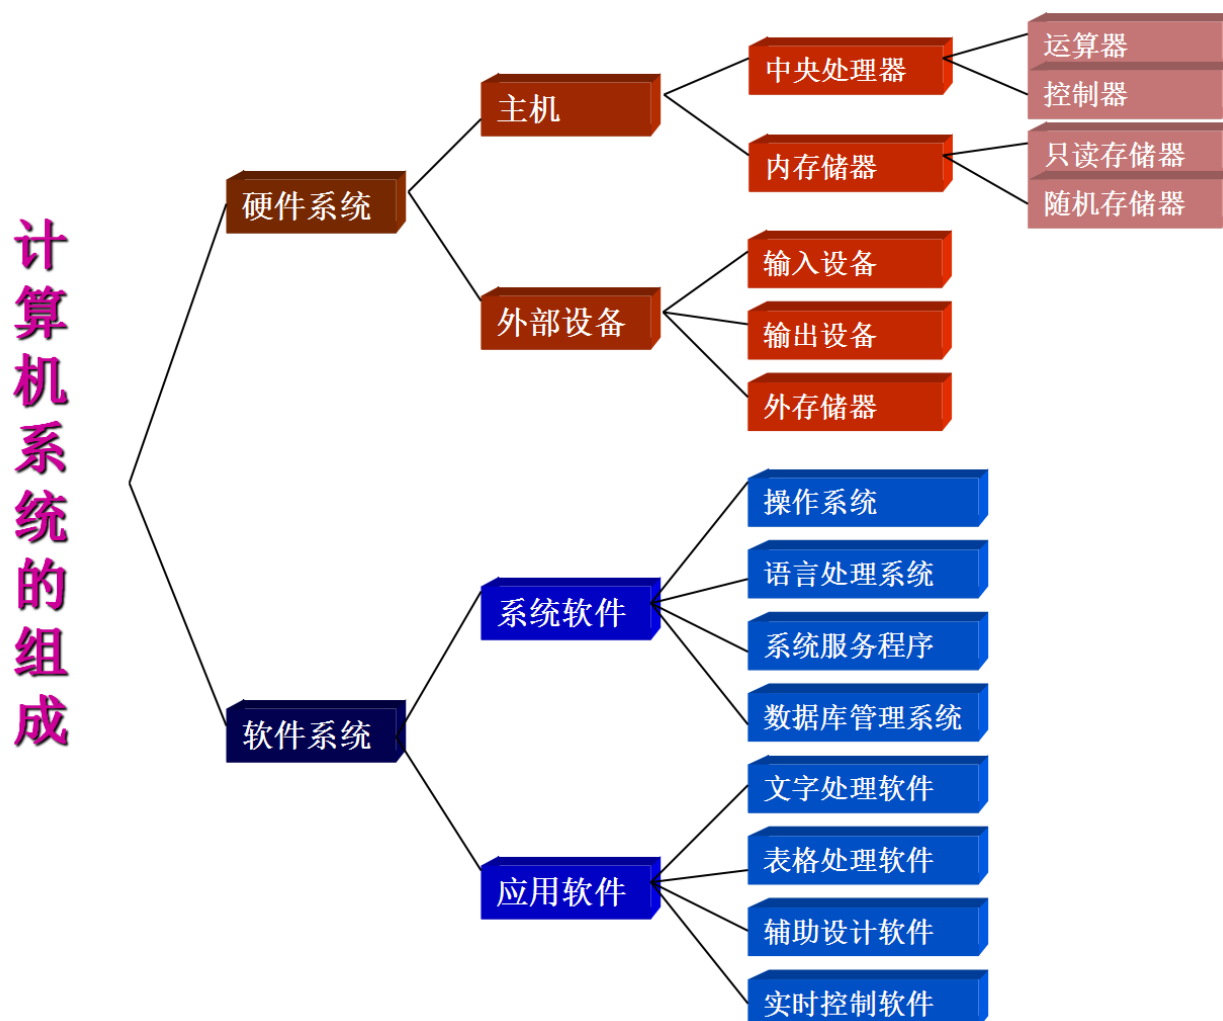 计算机系统的组成
硬件系统
主机
中央处理器
运算器
控制器
内存储器
只读存储器
随机存储器
外部设备
输入设备
输出设备
外存储器
软件系统
系统软件
操作系统
语言处理系统
系统服务程序
数据库管理系统
应用软件
文字处理软件
表格处理软件
辅助设计软件
实时控制软件